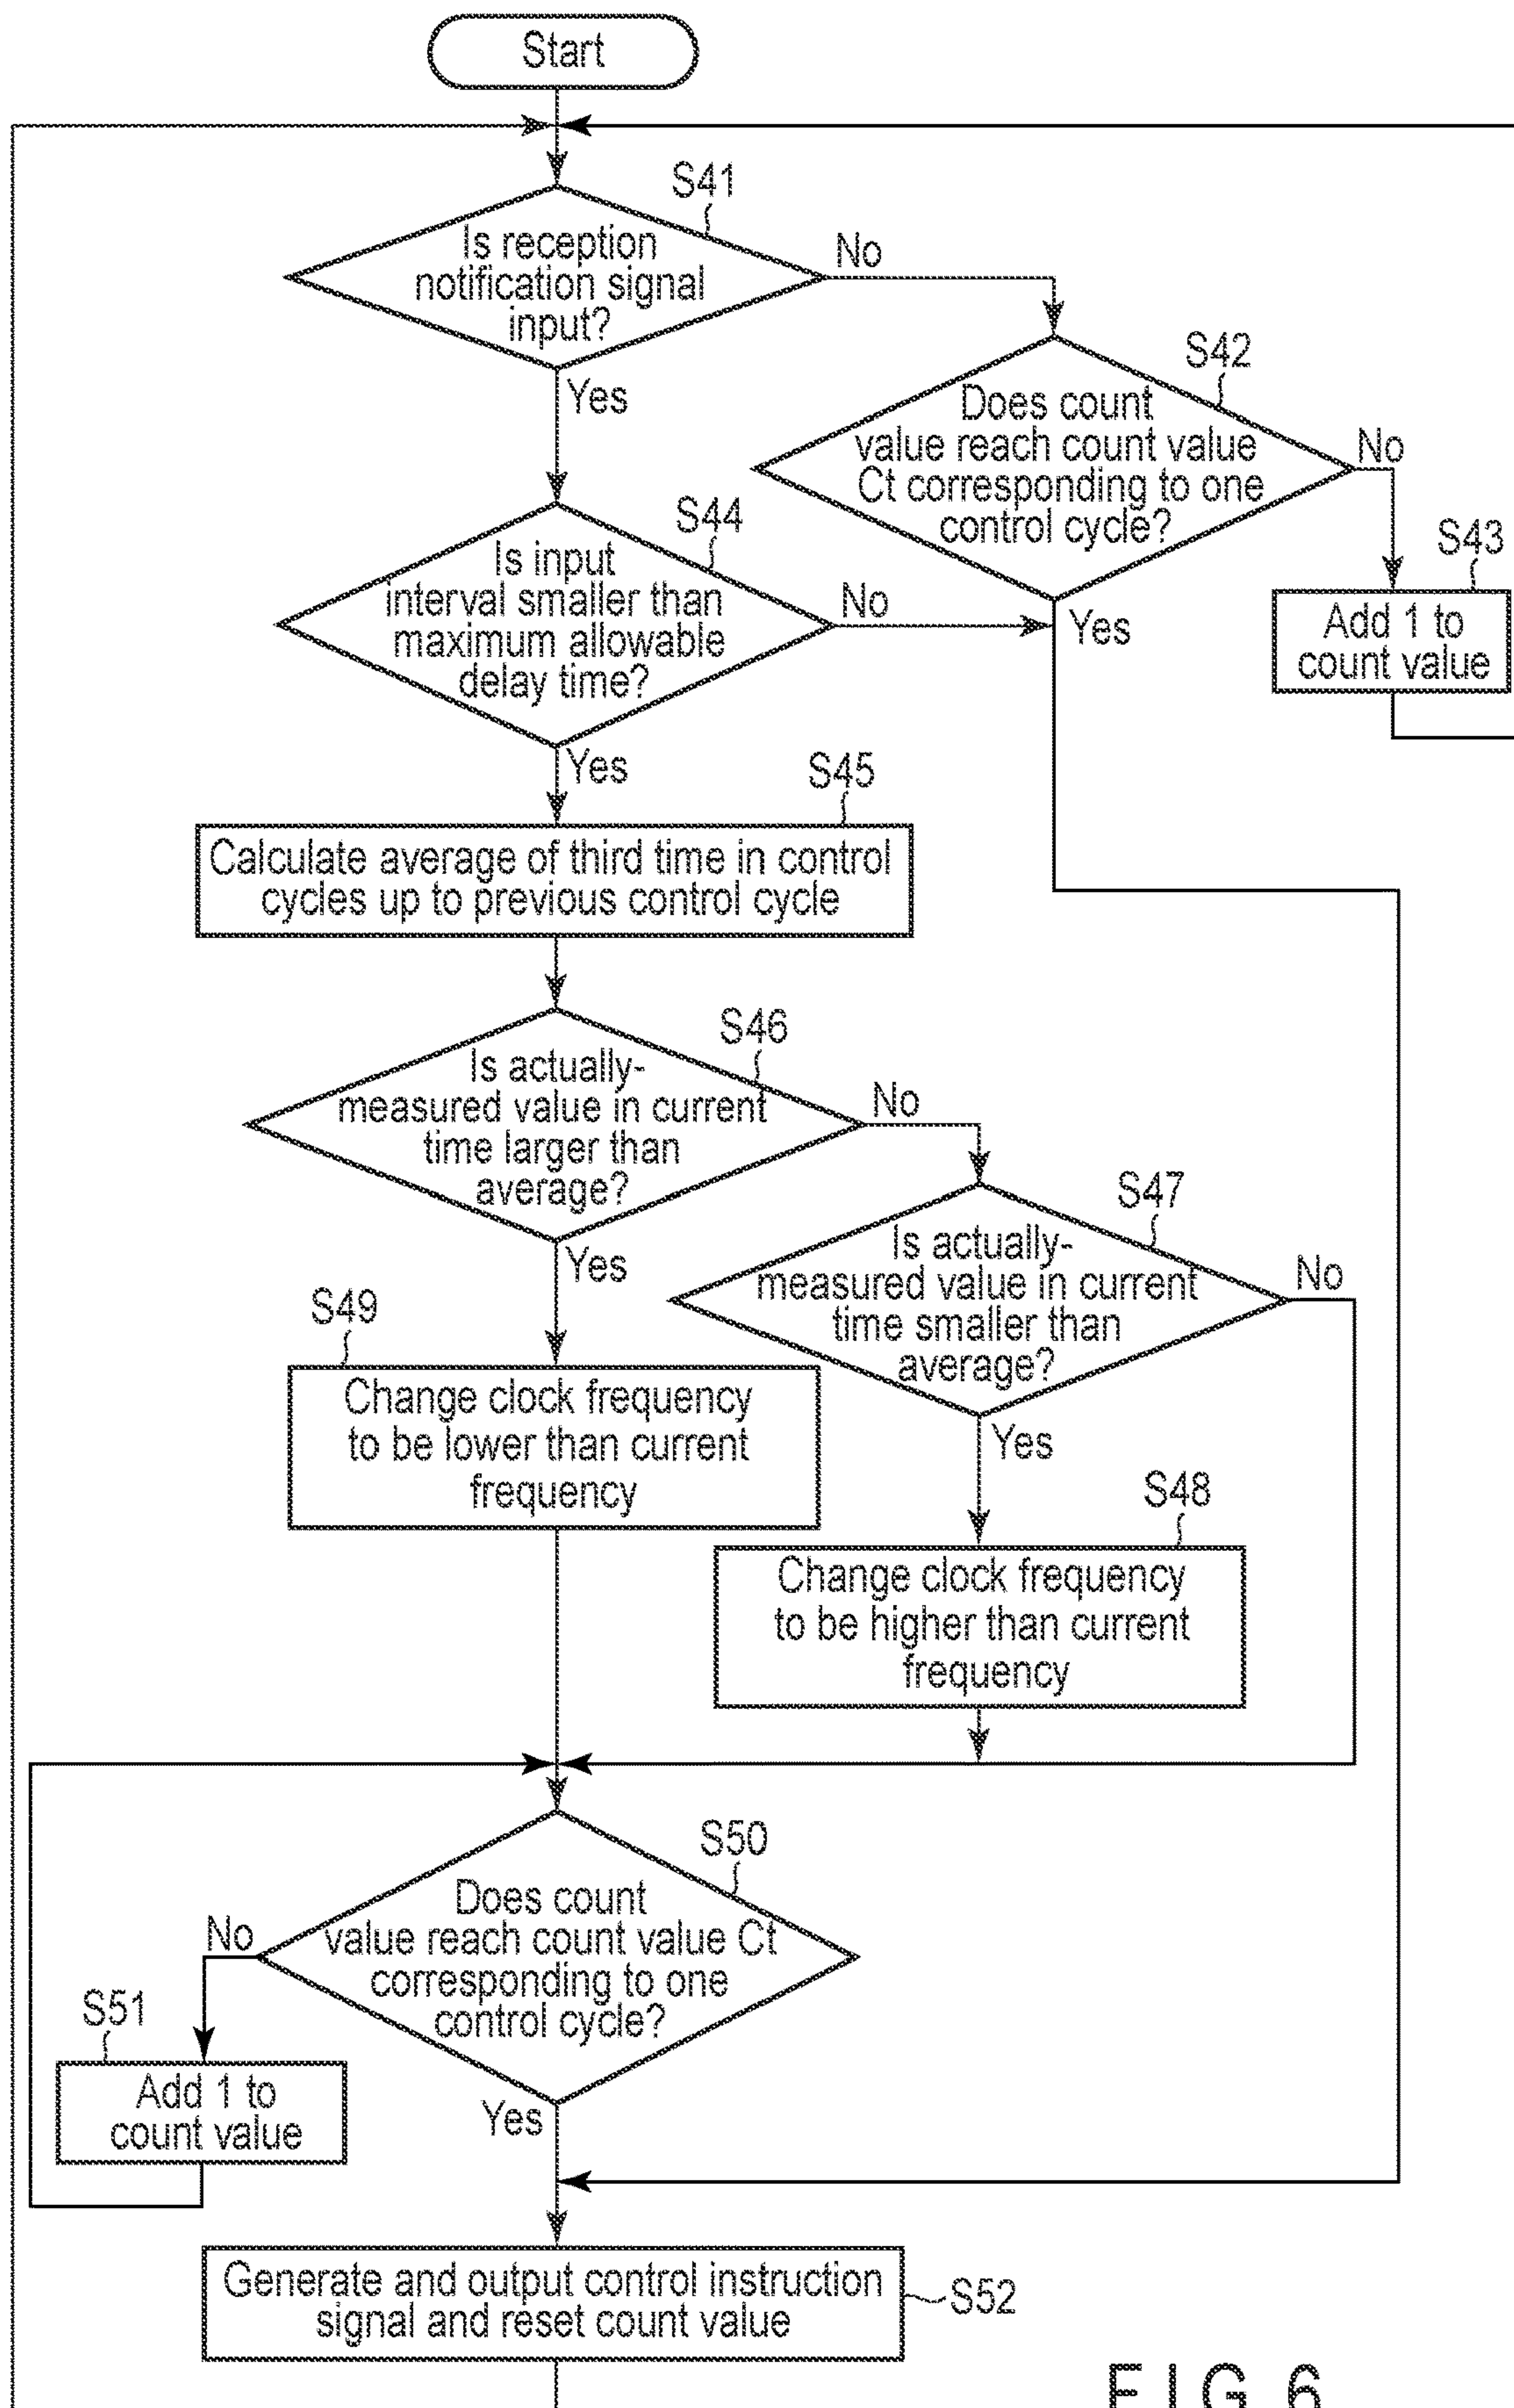 Start
S41
Is reception
notification signal
input?
No
Yes
S42
Does count
value reach count value
Ct corresponding to one
control cycle?
No
Yes
S43
Add 1 to
count value
S44
Is input
interval smaller than
maximum allowable
delay time?
No
Yes
S45
Calculate average of third time in control
cycles up to previous control cycle
S46
Is actually-
measured value in current
time larger than
average?
No
Yes
S47
Is actually-
measured value in current
time smaller than
average?
No
Yes
S49
Change clock frequency
to be lower than current
frequency
S48
Change clock frequency
to be higher than current
frequency
S50
Does count
value reach count value Ct
corresponding to one
control cycle?
No
Yes
S51
Add 1 to
count value
Generate and output control instruction
signal and reset count value
S52
FIG. 6